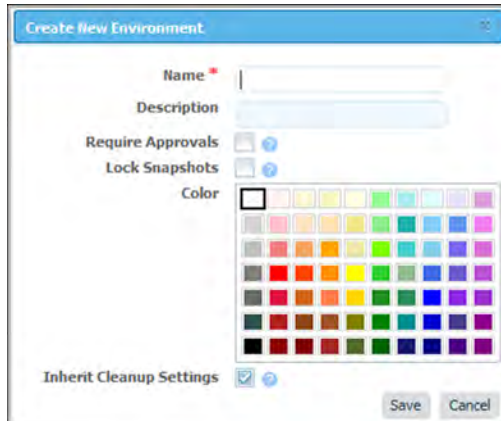 Create New Environment
Name *
Description
Require Approvals
Lock Snapshots
Color
Inherit Cleanup Settings
Save Cancel